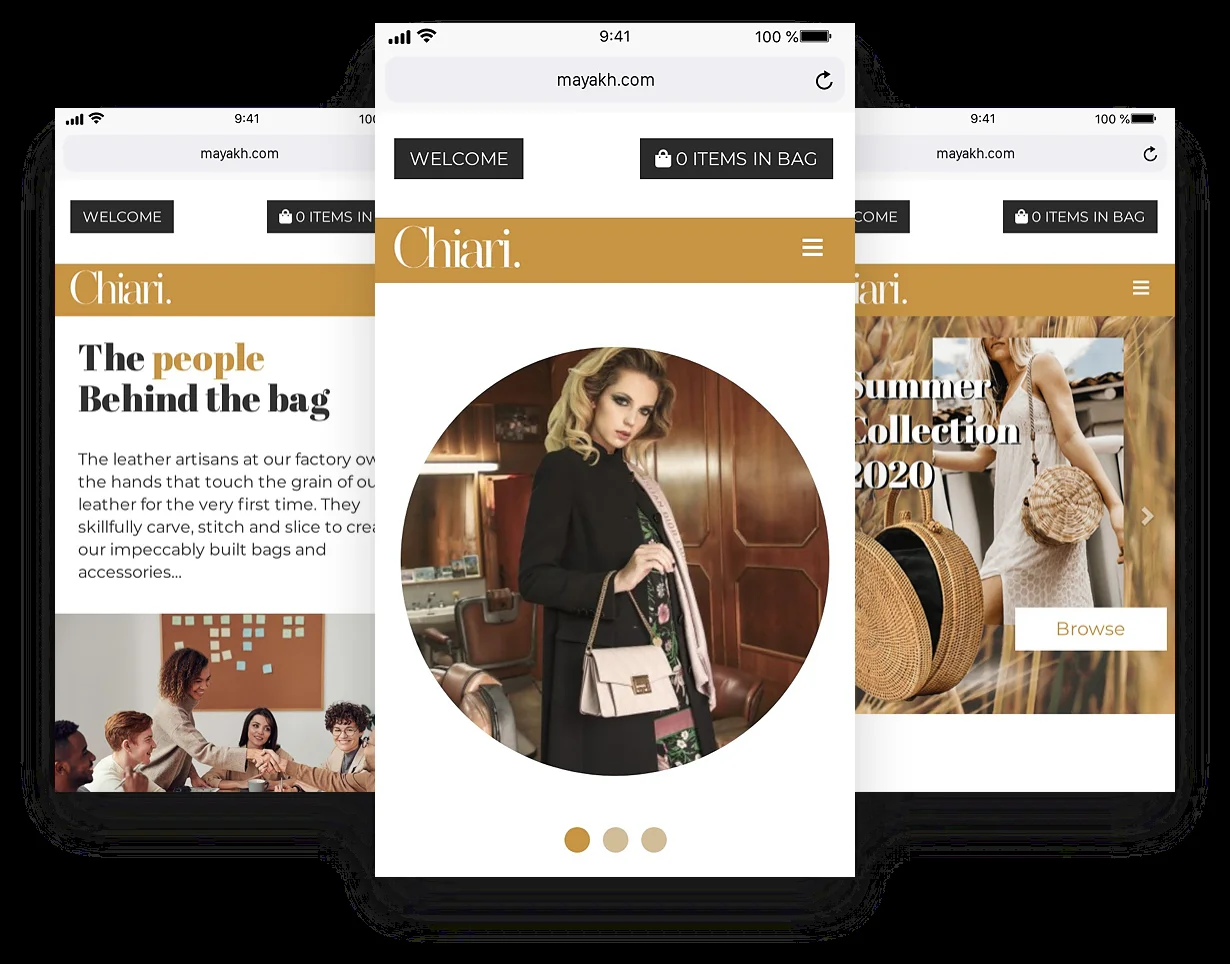 9:41
100 %
mayakh.com
WELCOME
0 ITEMS IN BAG
Chiari.
9:41
mayakh.com
WELCOME
0 ITEMS IN
Chiari.
The people
Behind the bag
The leather artisans at our factory
the hands that touch the grain of
leather for the very first time. They
skillfully carve, stitch and slice to
our impeccably built bags and
accessories...
9:41
100 %
mayakh.com
COME
0 ITEMS IN BAG
iari.
Summer
Collection
2020
Browse